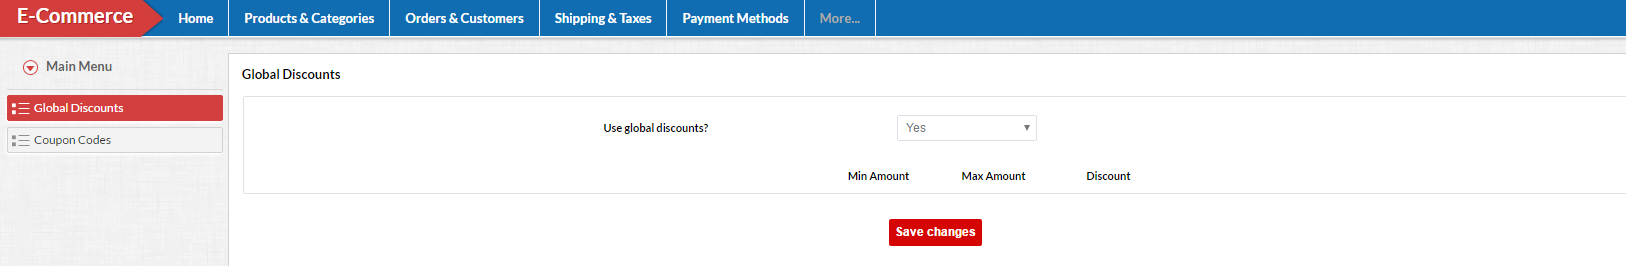 E-Commerce
Home
Products & Categories
Orders & Customers
Shipping & Taxes
Payment Methods
More...
Main Menu
Global Discounts
Coupon Codes
Global Discounts
Use global discounts?
Yes
Min Amount
Max Amount
Discount
Save changes